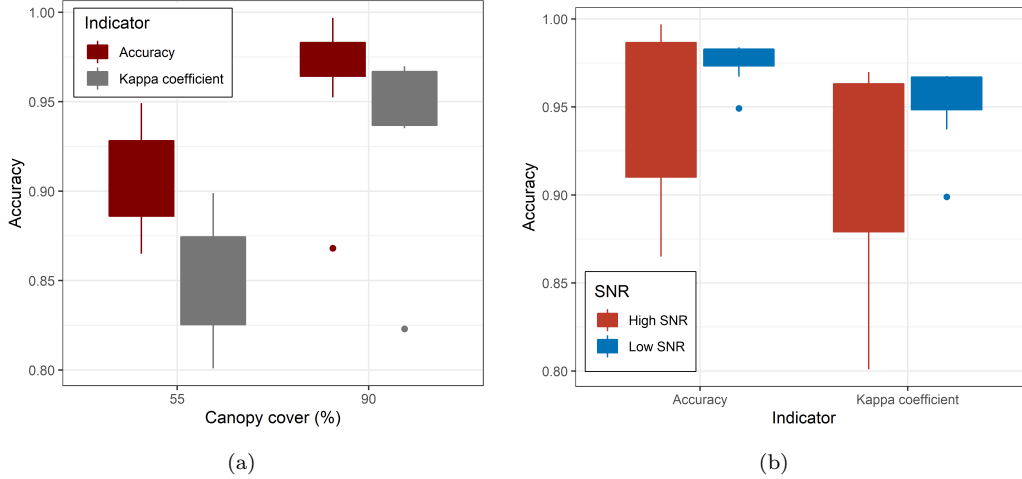 1.00
0.95
0.90
0.85
0.80
Accuracy
Indicator
Accuracy
Kappa coefficient
55
90
Canopy cover (%)
(a)
1.00
0.95
0.90
0.85
0.80
Accuracy
SNR
High SNR
Low SNR
Accuracy
Kappa coefficient
Indicator
(b)